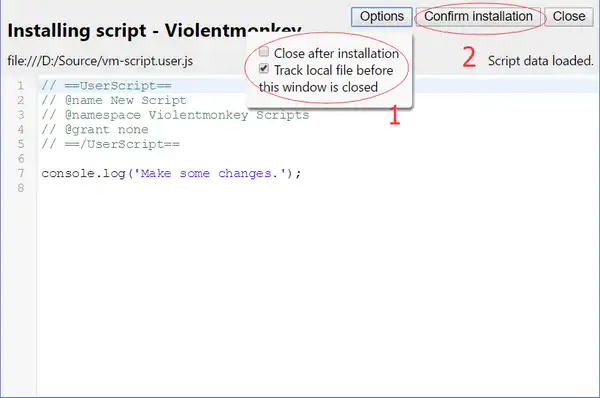 Options
Confirm installation
Close
Installing script - Violentmonkey
Close after installation
Track local file before
this window is closed
1
2
file:///D:/Source/vm-script.user.js
Script data loaded.
1 // ==UserScript==
2 // @name New Script
3 // @namespace Violentmonkey Scripts
4 // @grant none
5 // ==/UserScript==
6
7 console.log('Make some changes.');
8